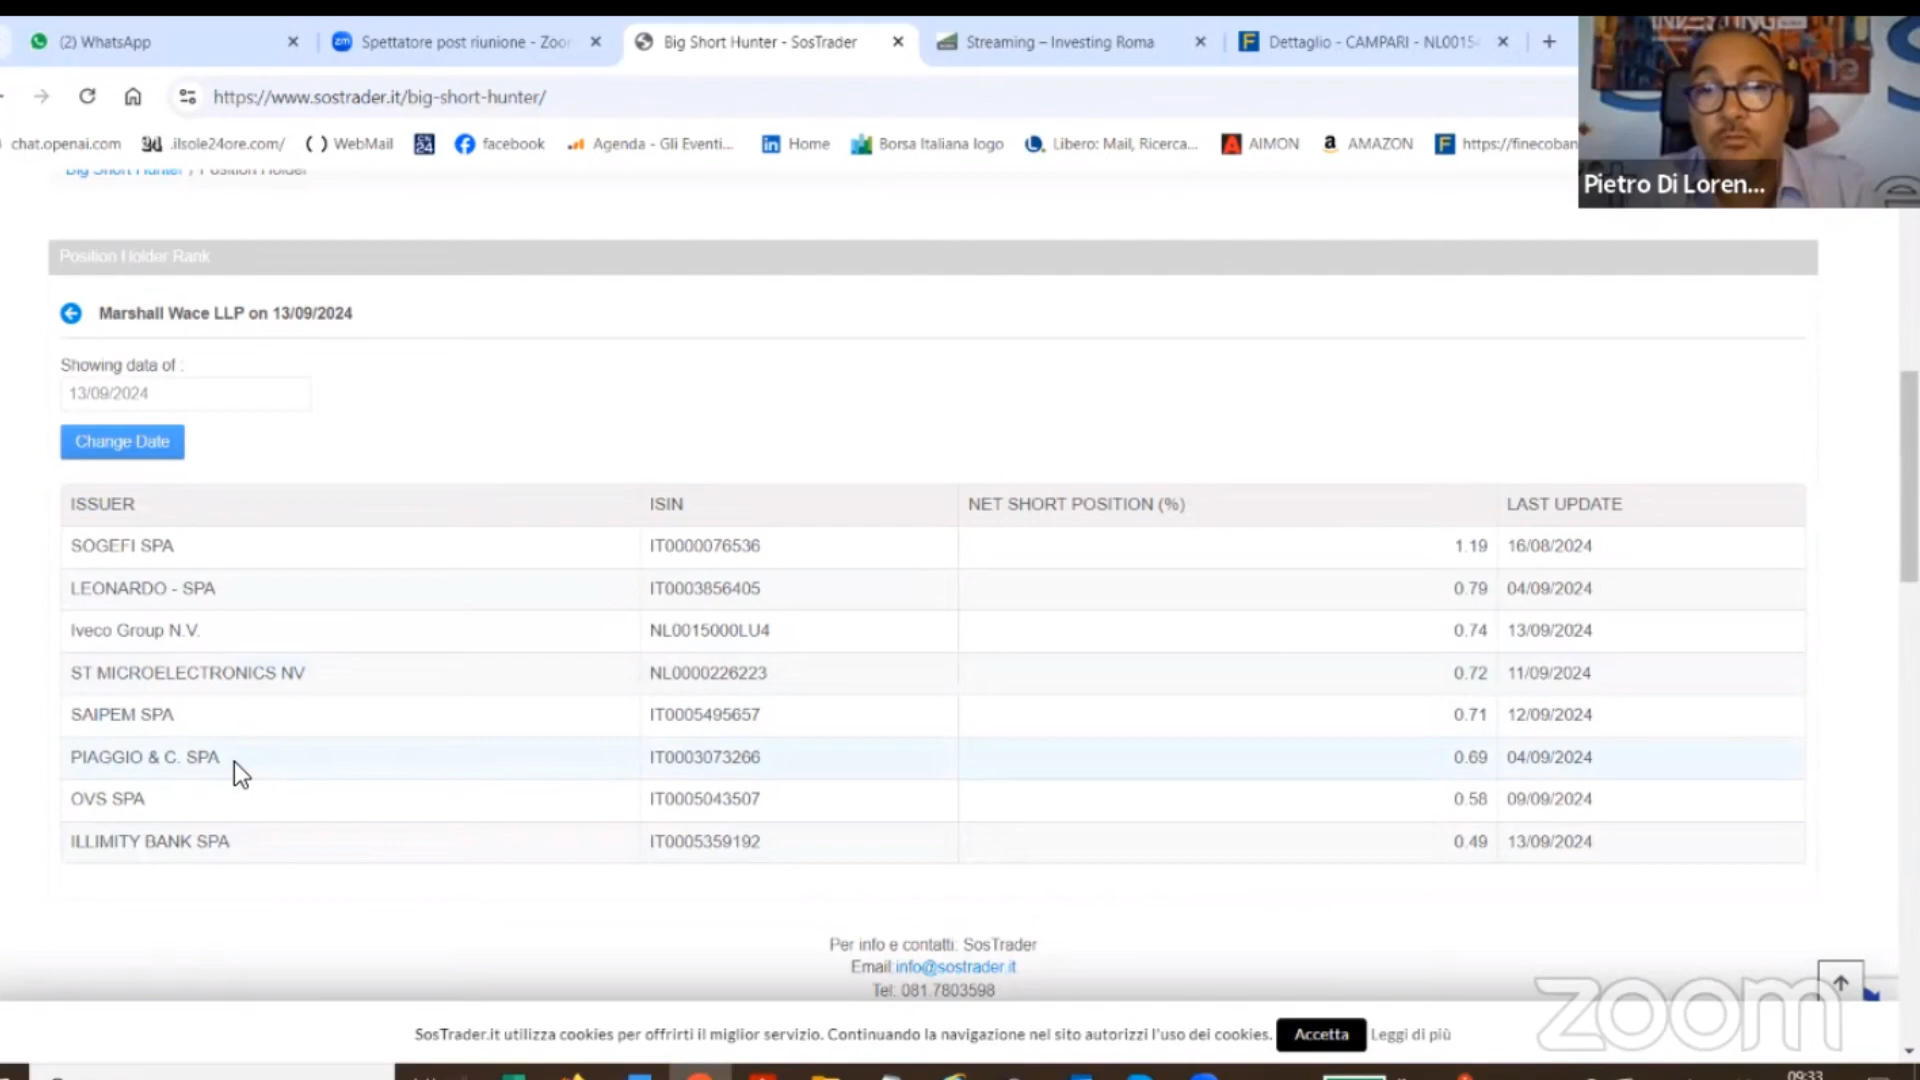 (2) WhatsApp
Spettatore post riunione - Zoo
Big Short Hunter - SosTrader
Streaming – Investing Roma
Dettaglio - CAMPARI - NL0015
https://www.sostrader.it/big-short-hunter/
chat.openai.com
.ilsole24ore.com/
WebMail
facebook
Agenda - Gli Eventi...
Home
Borsa Italiana logo
Libero: Mail, Ricerca...
AIMON
AMAZON
https://finecoban
Pietro Di Loren...
Big Short Hunter / Position Holder
Position Holder Rank
Marshall Wace LLP on 13/09/2024
Showing data of :
13/09/2024
Change Date
ISSUER ISIN NET SHORT POSITION (%) LAST UPDATE
SOGEFI SPA IT0000076536 1.19 16/08/2024
LEONARDO - SPA IT0003856405 0.79 04/09/2024
Iveco Group N.V. NL0015000LU4 0.74 13/09/2024
ST MICROELECTRONICS NV NL0000226223 0.72 11/09/2024
SAIPEM SPA IT0005495657 0.71 12/09/2024
PIAGGIO & C. SPA IT0003073266 0.69 04/09/2024
OVS SPA IT0005043507 0.58 09/09/2024
ILLIMITY BANK SPA IT0005359192 0.49 13/09/2024
Per info e contatti: SosTrader
Email:info@sostrader.it
Tel: 081.7803598
zoom
SosTrader.it utilizza cookies per offrirti il miglior servizio. Continuando la navigazione nel sito autorizzi l'uso dei cookies. Accetta Leggi di più
09:33